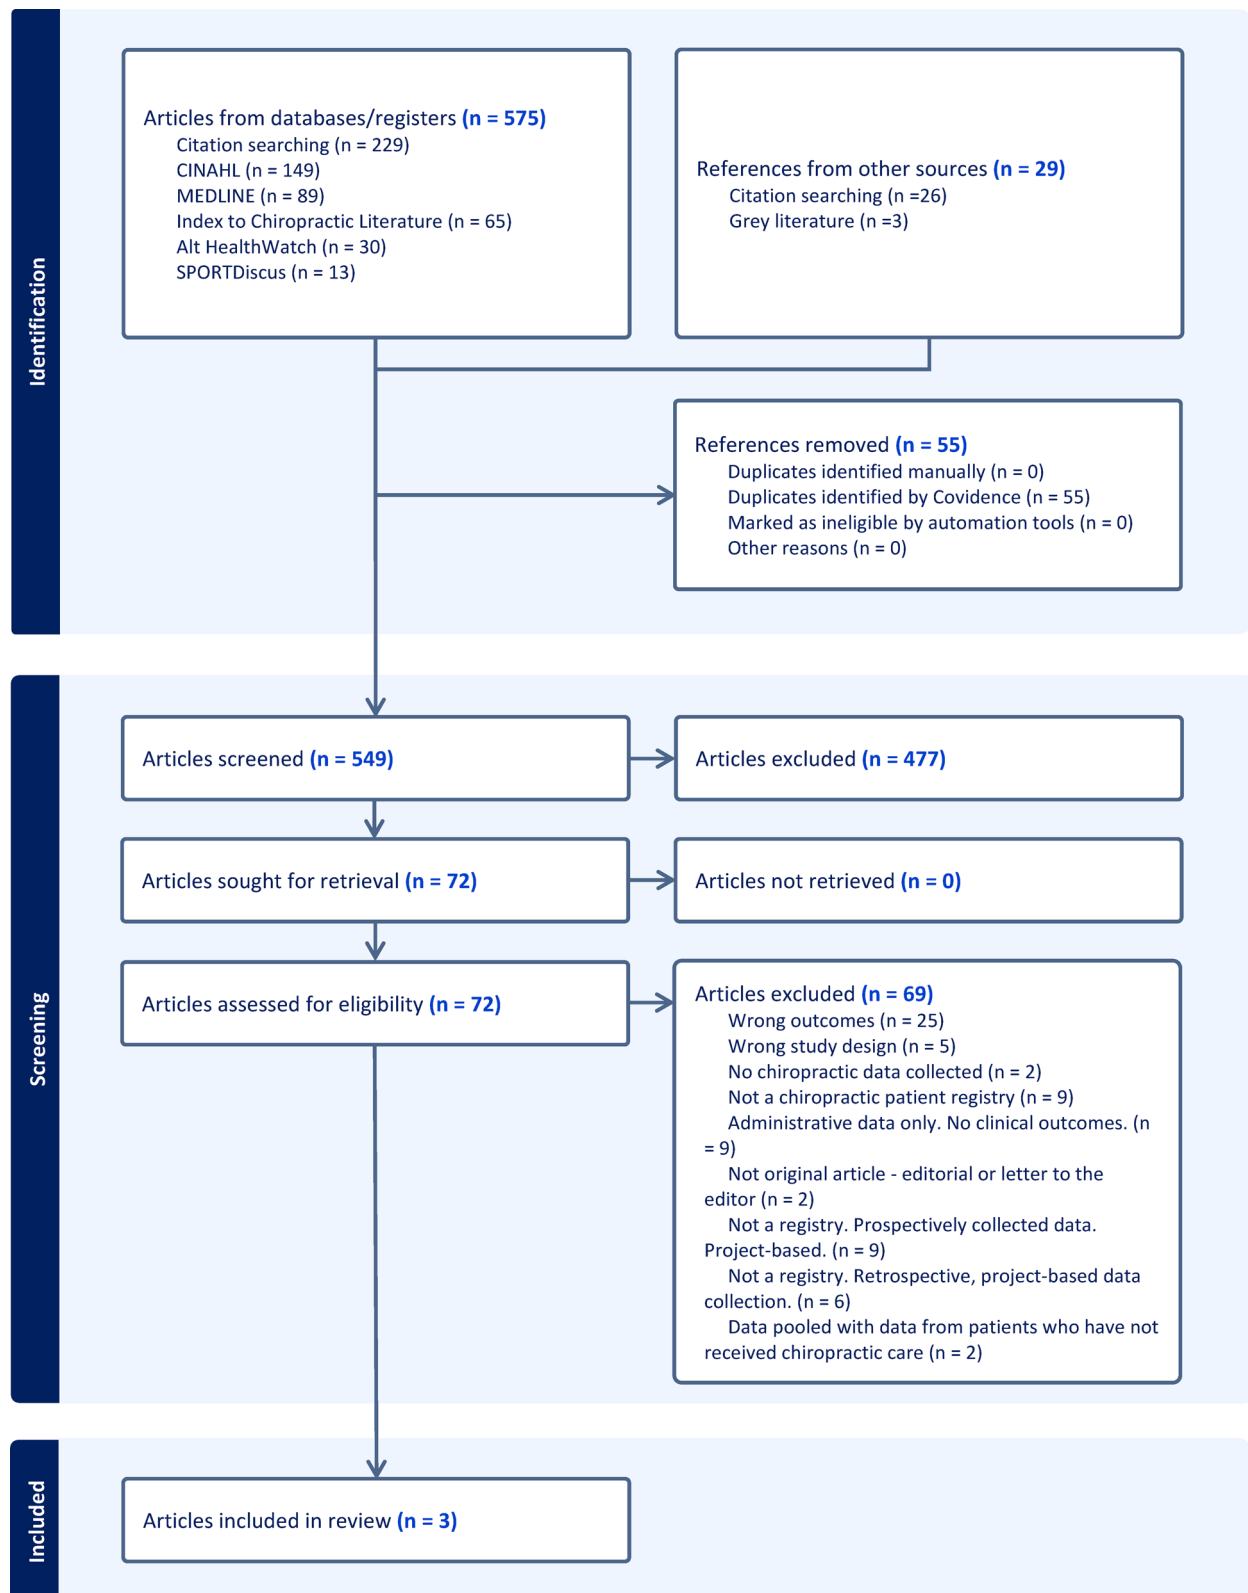 Identification
Articles from databases/registers (n = 575)
Citation searching (n = 229)
CINAHL (n = 149)
MEDLINE (n = 89)
Index to Chiropractic Literature (n = 65)
Alt HealthWatch (n = 30)
SPORTDiscus (n = 13)
References from other sources (n = 29)
Citation searching (n =26)
Grey literature (n =3)
References removed (n = 55)
Duplicates identified manually (n = 0)
Duplicates identified by Covidence (n = 55)
Marked as ineligible by automation tools (n = 0)
Other reasons (n = 0)
Screening
Articles screened (n = 549)
Articles excluded (n = 477)
Articles sought for retrieval (n = 72)
Articles not retrieved (n = 0)
Articles assessed for eligibility (n = 72)
Articles excluded (n = 69)
Wrong outcomes (n = 25)
Wrong study design (n = 5)
No chiropractic data collected (n = 2)
Not a chiropractic patient registry (n = 9)
Administrative data only. No clinical outcomes. (n
= 9)
Not original article - editorial or letter to the
editor (n = 2)
Not a registry. Prospectively collected data.
Project-based. (n = 9)
Not a registry. Retrospective, project-based data
collection. (n = 6)
Data pooled with data from patients who have not
received chiropractic care (n = 2)
Included
Articles included in review (n = 3)